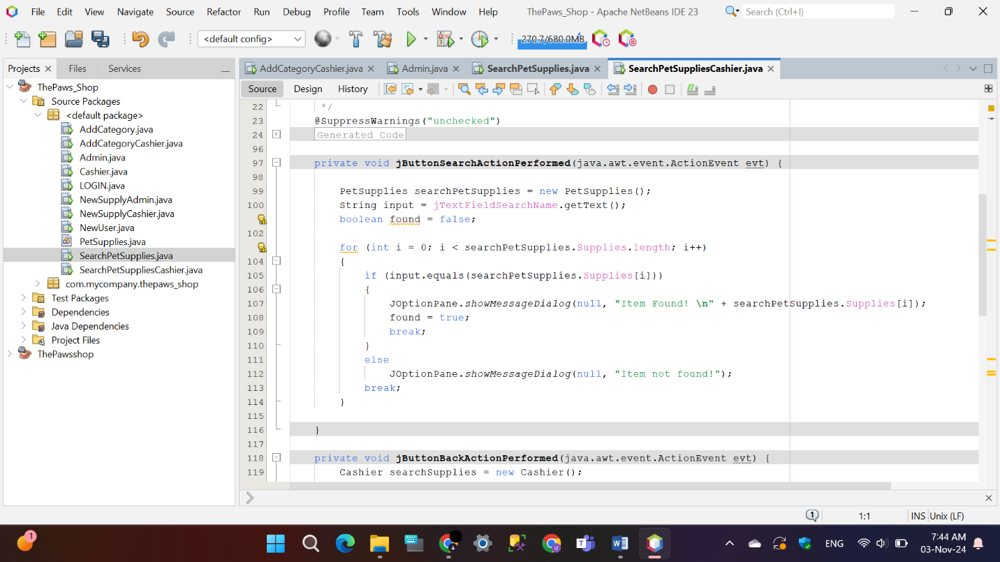 File Edit View Navigate Source Refactor Run Debug Profile Team Tools Window Help ThePaws_Shop - Apache NetBeans IDE 23 Search (Ctrl+I)
<default config> 270.7/680.0MB
Projects Files Services
AddCategoryCashier.java Admin.java SearchPetSupplies.java SearchPetSuppliesCashier.java
Source Design History
ThePaws_Shop
Source Packages
<default package>
AddCategory.java
AddCategoryCashier.java
Admin.java
Cashier.java
LOGIN.java
NewSupplyAdmin.java
NewSupplyCashier.java
NewUser.java
PetSupplies.java
SearchPetSupplies.java
SearchPetSuppliesCashier.java
com.mycompany.thepaws_shop
Test Packages
Dependencies
Java Dependencies
Project Files
ThePawsshop
22 */
23 @SuppressWarnings("unchecked")
24 Generated Code
96
97 private void jButtonSearchActionPerformed(java.awt.event.ActionEvent evt) {
98
99 PetSupplies searchPetSupplies = new PetSupplies();
100 String input = jTextFieldSearchName.getText();
boolean found = false;
102
for (int i = 0; i < searchPetSupplies.Supplies.length; i++)
104 {
105 if (input.equals(searchPetSupplies.Supplies[i]))
106 {
107 JOptionPane.showMessageDialog(null, "Item Found! \n" + searchPetSupplies.Supplies[i]);
108 found = true;
109 break;
110 }
111 else
112 JOptionPane.showMessageDialog(null, "Item not found!");
113 break;
114 }
115
116 }
117
118 private void jButtonBackActionPerformed(java.awt.event.ActionEvent evt) {
119 Cashier searchSupplies = new Cashier();
1 1:1 INS Unix (LF)
1 ENG 7:44 AM
03-Nov-24